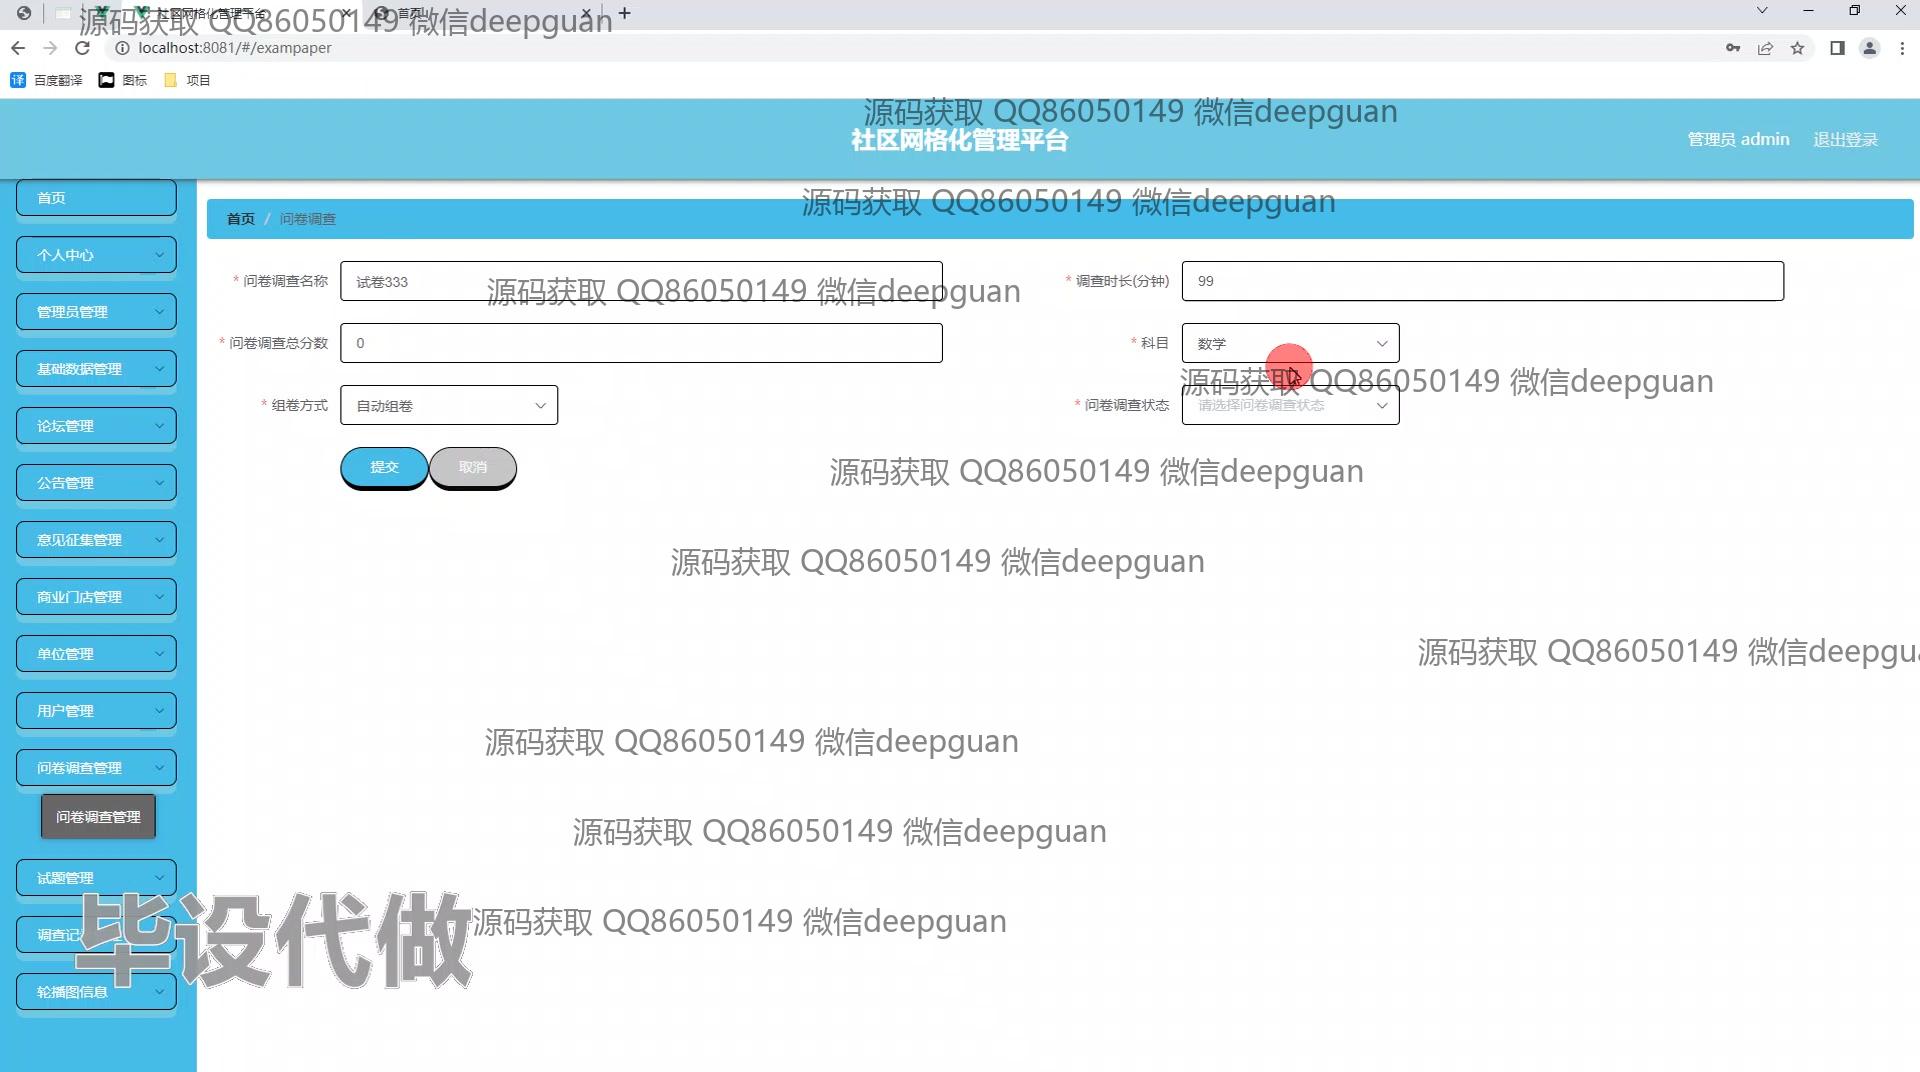 社区网格化管理平台
首页
源码获取 QQ86050149 微信deepguan
localhost:8081/#/exampaper
百度翻译 图标 项目
源码获取 QQ86050149 微信deepguan
社区网格化管理平台
管理员 admin 退出登录
首页
源码获取 QQ86050149 微信deepguan
首页 / 问卷调查
个人中心
* 问卷调查名称 试卷333
* 调查时长(分钟) 99
源码获取 QQ86050149 微信deepguan
管理员管理
* 问卷调查总分数 0
* 科目 数学
基础数据管理
源码获取 QQ86050149 微信deepguan
* 组卷方式 自动组卷
* 问卷调查状态 请选择问卷调查状态
论坛管理
提交 取消
源码获取 QQ86050149 微信deepguan
公告管理
意见征集管理
源码获取 QQ86050149 微信deepguan
商业门店管理
单位管理
源码获取 QQ86050149 微信deepgua
用户管理
源码获取 QQ86050149 微信deepguan
问卷调查管理
问卷调查管理
源码获取 QQ86050149 微信deepguan
试题管理
源码获取 QQ86050149 微信deepguan
调查记
毕设代做
轮播图信息